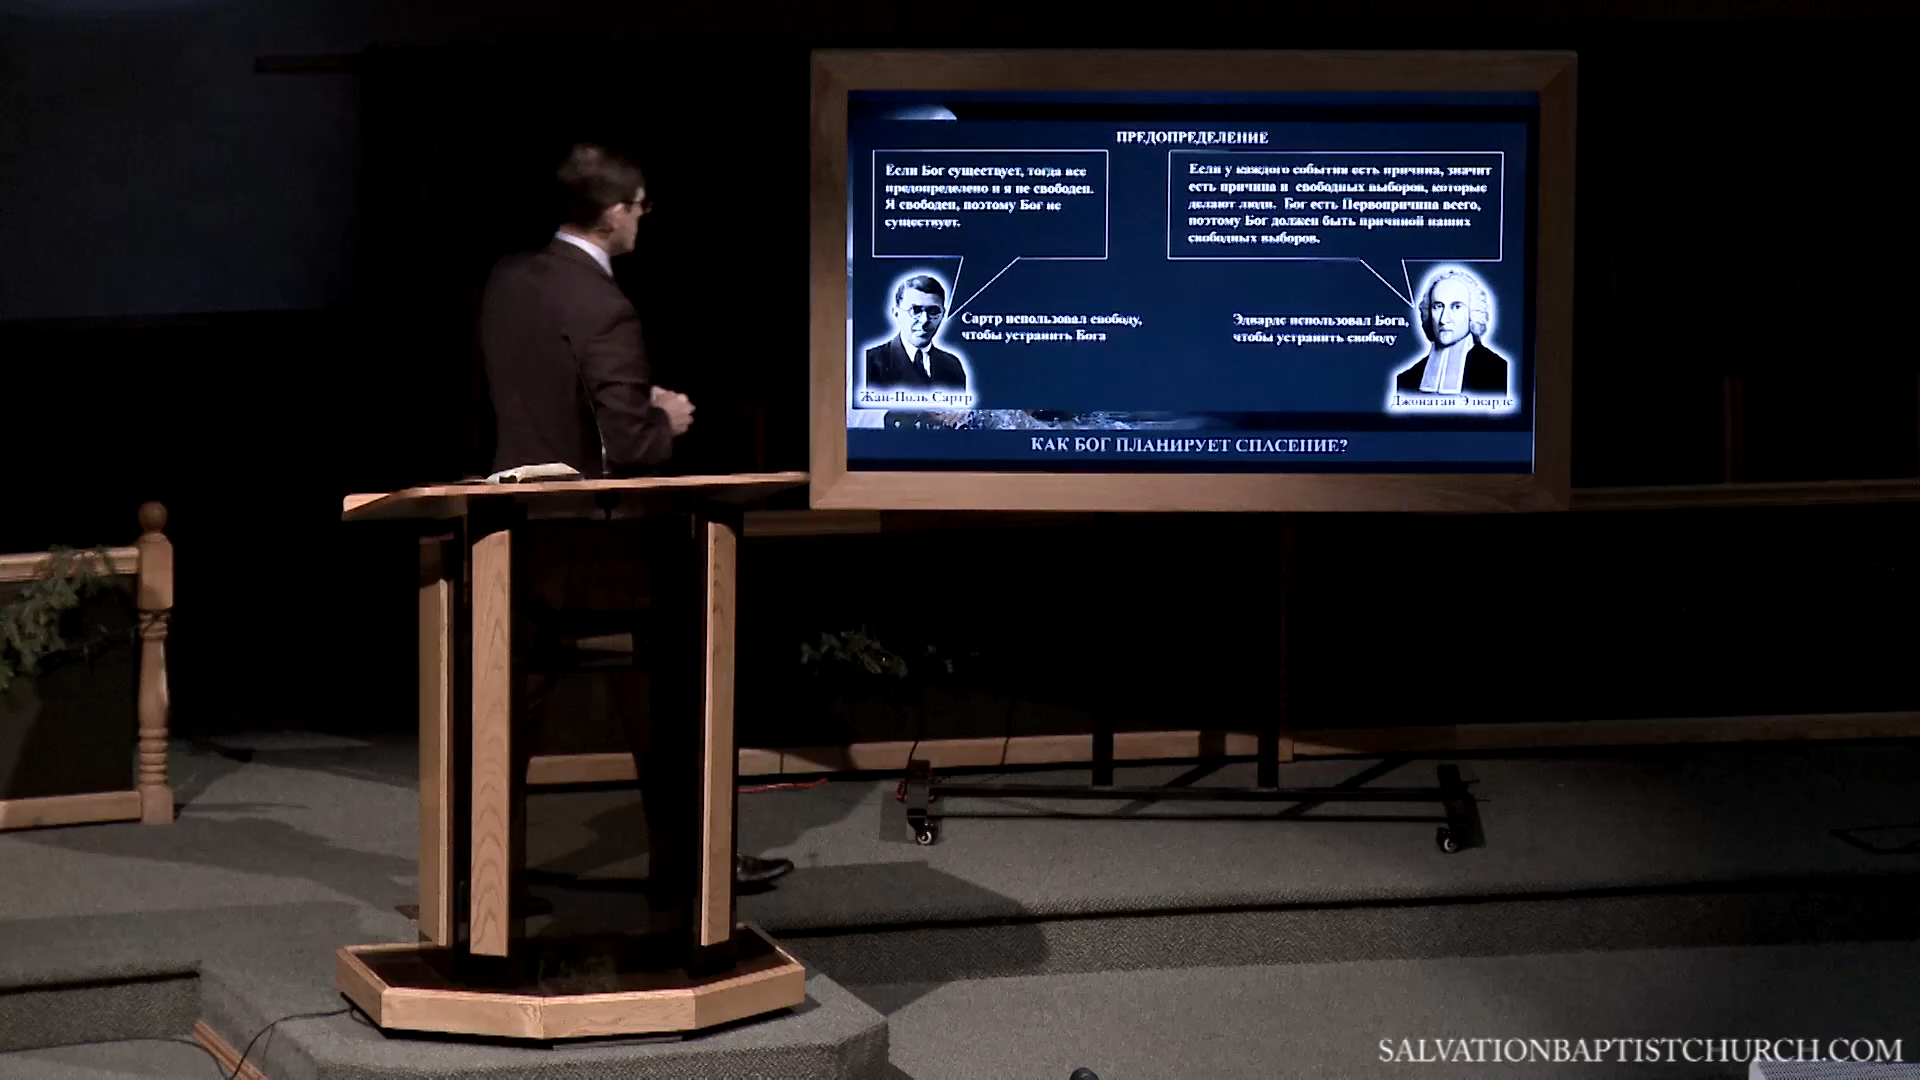 ПРЕДОПРЕДЕЛЕНИЕ
Если Бог существует, тогда все
предопределено и я не свободен.
Я свободен, поэтому Бог не
существует.
Если у каждого события есть причина, значит
есть причина и свободных выборов, которые
делают люди. Бог есть Первопричина всего,
поэтому Бог должен быть причиной наших
свободных выборов.
Сартр использовал свободу,
чтобы устранить Бога
Эдвардс использовал Бога,
чтобы устранить свободу
Жан-Поль Сартр
Джонатан Эдвардс
КАК БОГ ПЛАНИРУЕТ СПАСЕНИЕ?
SALVATIONBAPTISTCHURCH.COM